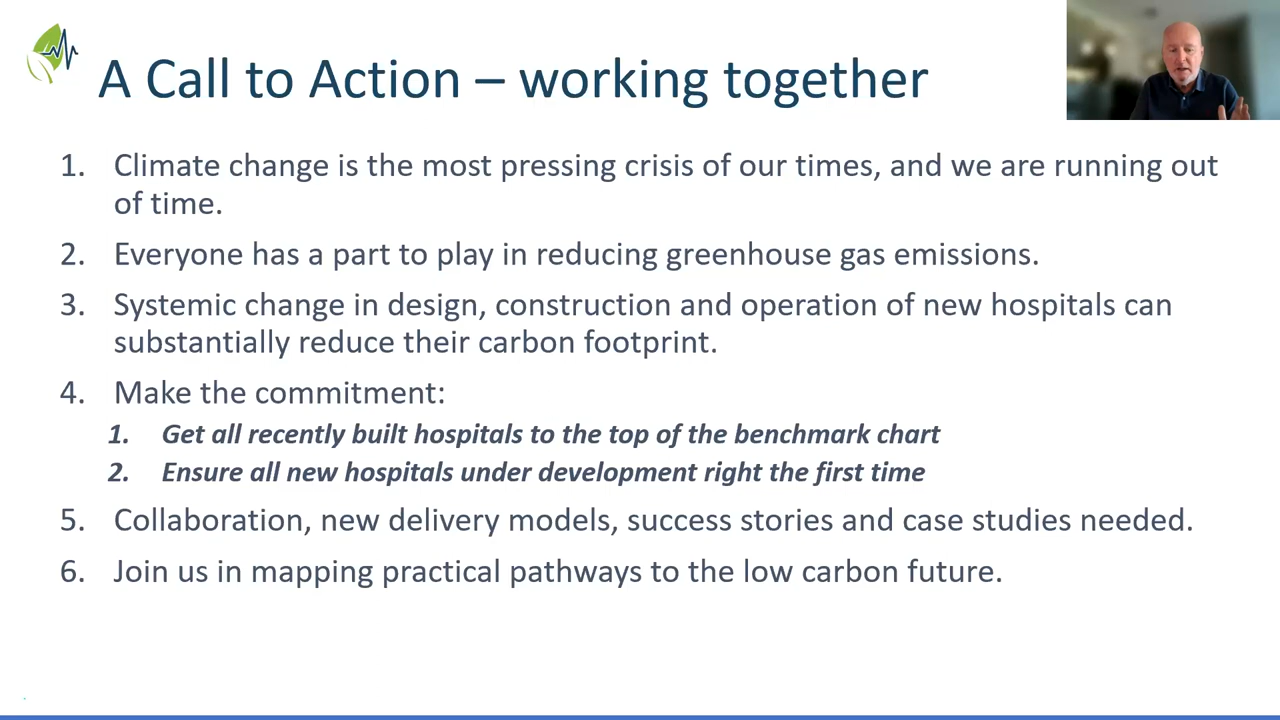 A Call to Action – working together
1. Climate change is the most pressing crisis of our times, and we are running out
of time.
2. Everyone has a part to play in reducing greenhouse gas emissions.
3. Systemic change in design, construction and operation of new hospitals can
substantially reduce their carbon footprint.
4. Make the commitment:
1. Get all recently built hospitals to the top of the benchmark chart
2. Ensure all new hospitals under development right the first time
5. Collaboration, new delivery models, success stories and case studies needed.
6. Join us in mapping practical pathways to the low carbon future.